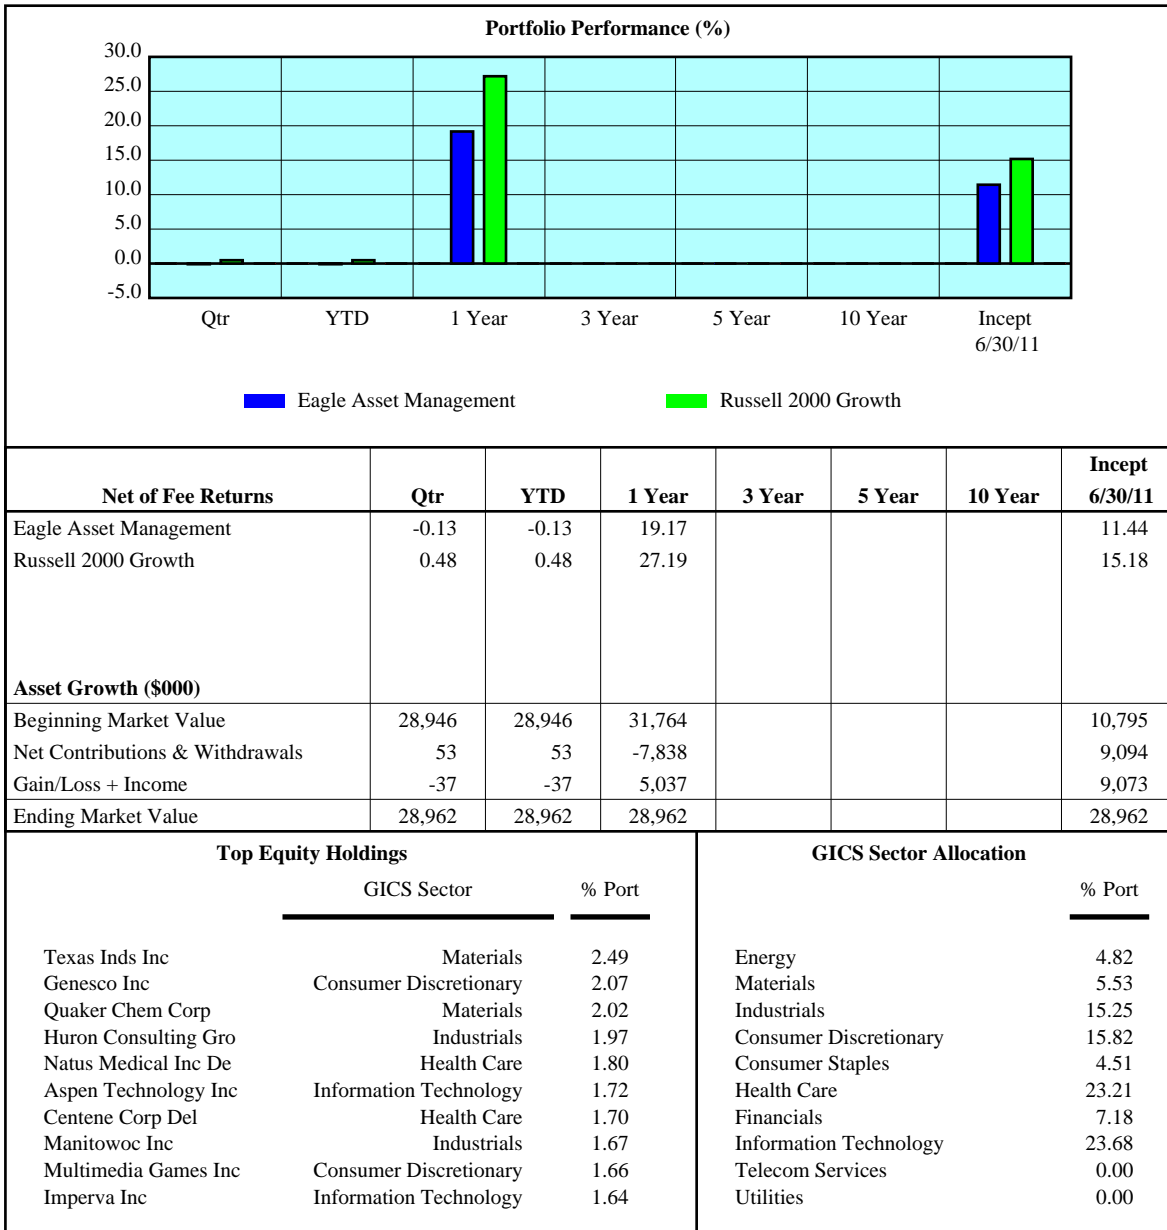 Portfolio Performance (%)
30.0
25.0
20.0
15.0
10.0
5.0
0.0
-5.0
Qtr YTD 1 Year 3 Year 5 Year 10 Year Incept
6/30/11
Eagle Asset Management Russell 2000 Growth
Incept
Net of Fee Returns Qtr YTD 1 Year 3 Year 5 Year 10 Year 6/30/11
Eagle Asset Management -0.13 -0.13 19.17 11.44
Russell 2000 Growth 0.48 0.48 27.19 15.18
Asset Growth ($000)
Beginning Market Value 28,946 28,946 31,764 10,795
Net Contributions & Withdrawals 53 53 -7,838 9,094
Gain/Loss + Income -37 -37 5,037 9,073
Ending Market Value 28,962 28,962 28,962 28,962
Top Equity Holdings
GICS Sector % Port
Texas Inds Inc Materials 2.49
Genesco Inc Consumer Discretionary 2.07
Quaker Chem Corp Materials 2.02
Huron Consulting Gro Industrials 1.97
Natus Medical Inc De Health Care 1.80
Aspen Technology Inc Information Technology 1.72
Centene Corp Del Health Care 1.70
Manitowoc Inc Industrials 1.67
Multimedia Games Inc Consumer Discretionary 1.66
Imperva Inc Information Technology 1.64
GICS Sector Allocation
% Port
Energy 4.82
Materials 5.53
Industrials 15.25
Consumer Discretionary 15.82
Consumer Staples 4.51
Health Care 23.21
Financials 7.18
Information Technology 23.68
Telecom Services 0.00
Utilities 0.00